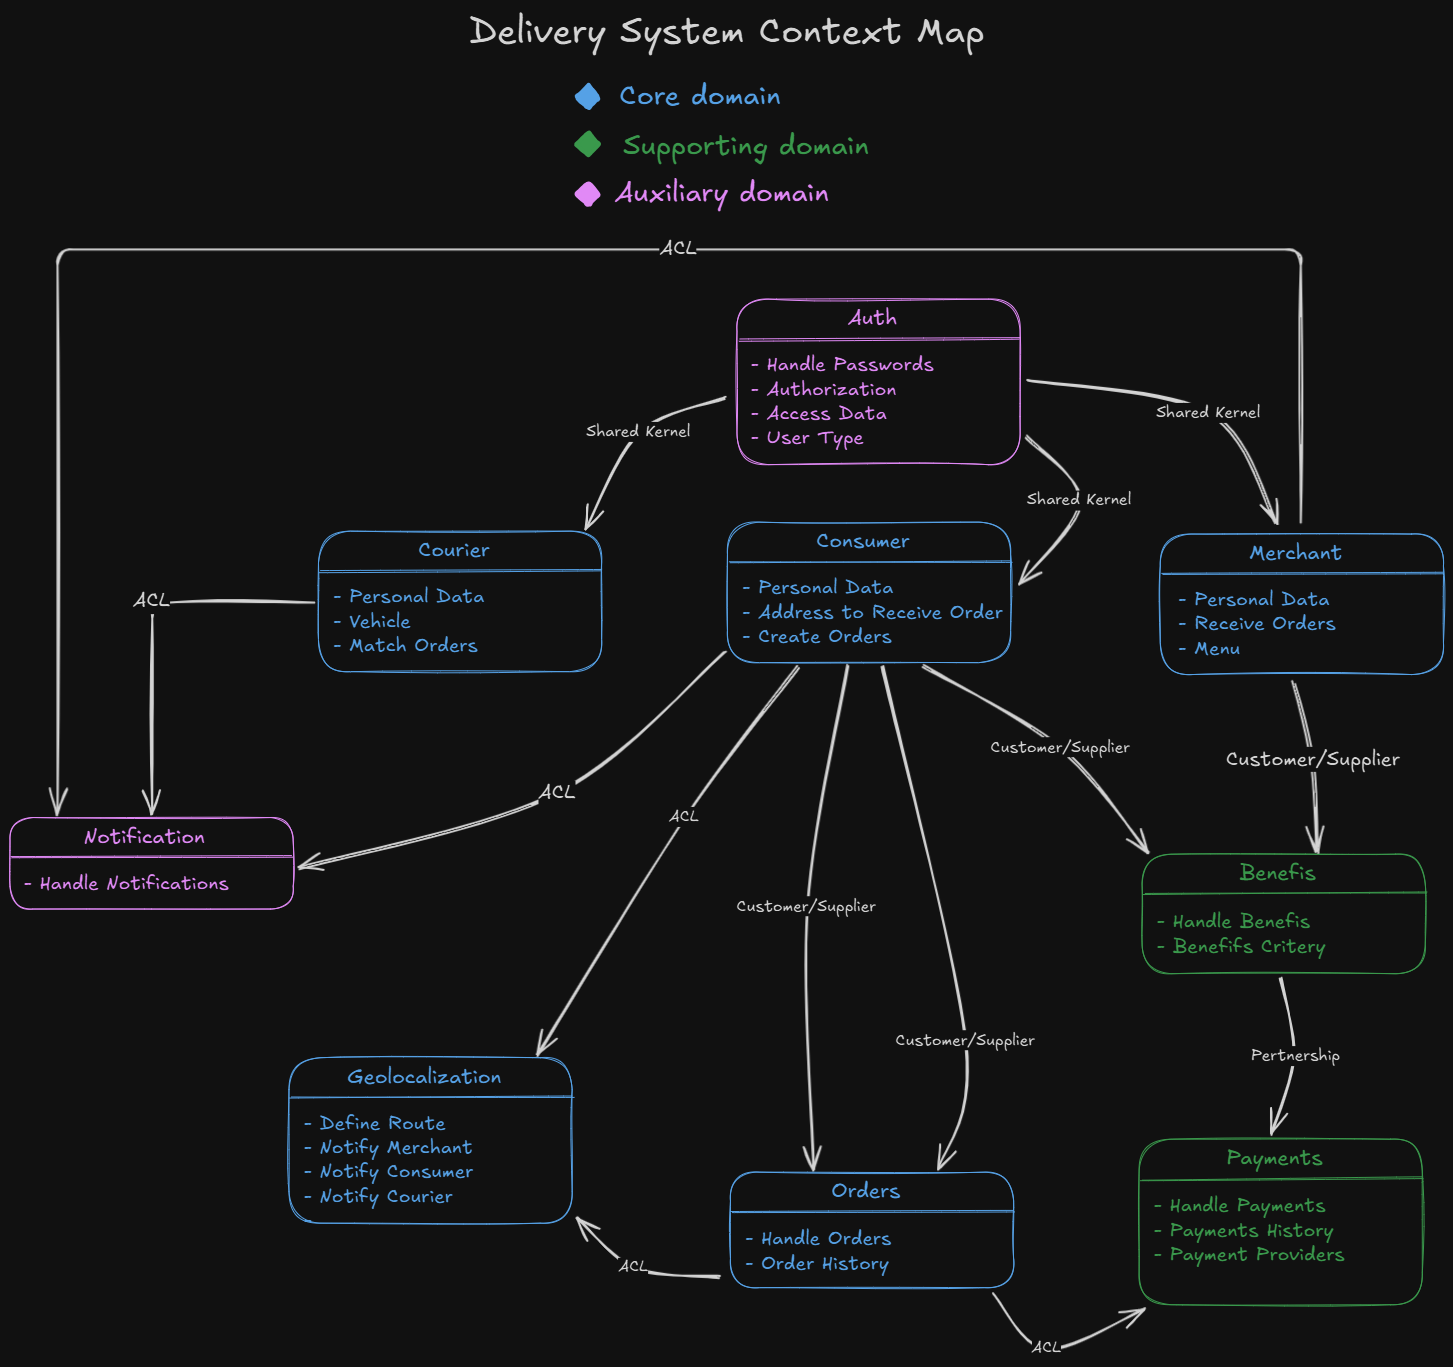 Delivery System Context Map
Core domain
Supporting domain
Auxiliary domain
ACL
Auth
- Handle Passwords
- Authorization
- Access Data
- User Type
Shared Kernel
Shared Kernel
Shared Kernel
Courier
- Personal Data
- Vehicle
- Match Orders
Consumer
- Personal Data
- Address to Receive Order
- Create Orders
Merchant
- Personal Data
- Receive Orders
- Menu
ACL
Customer/Supplier
Customer/Supplier
ACL
ACL
Notification
- Handle Notifications
Customer/Supplier
Benefis
- Handle Benefis
- Benefifs Critery
Customer/Supplier
Pertnership
Geolocalization
- Define Route
- Notify Merchant
- Notify Consumer
- Notify Courier
Orders
- Handle Orders
- Order History
Payments
- Handle Payments
- Payments History
- Payment Providers
ACL
ACL